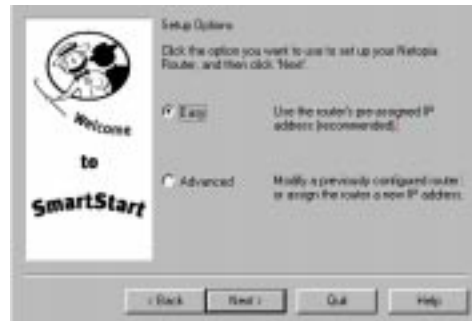 Welcome
to
SmartStart
Setup Options
Click the option you want to use to set up your Netopia
Router, and then click 'Next'.
Easy
Use the router's pre-assigned IP
address (recommended).
Advanced
Modify a previously configured router;
or assign the router a new IP address.
< Back
Next >
Quit
Help